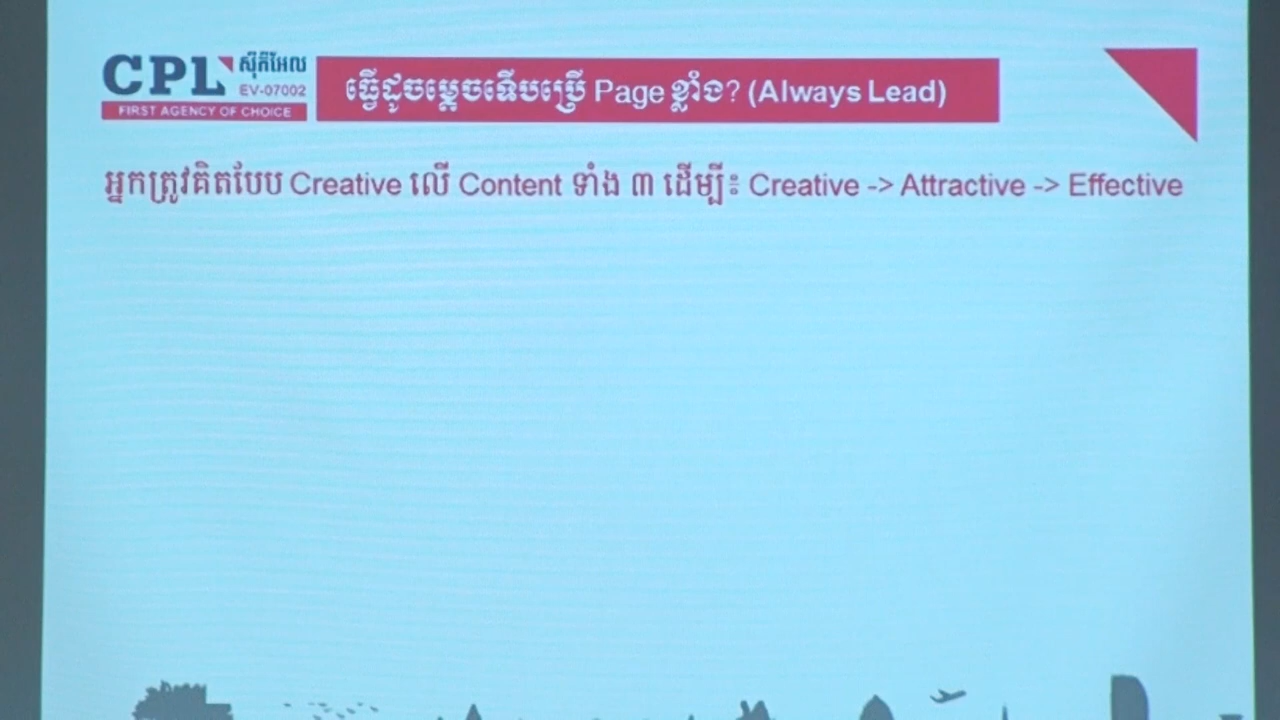 CPL ស៊ីភីអែល
EV-07002
FIRST AGENCY OF CHOICE
ធ្វើដូចម្ដេចទើបប្រើ Page ខ្លាំង? (Always Lead)
អ្នកត្រូវគិតបែប Creative លើ Content ទាំង ៣ ដើម្បី៖ Creative -> Attractive -> Effective